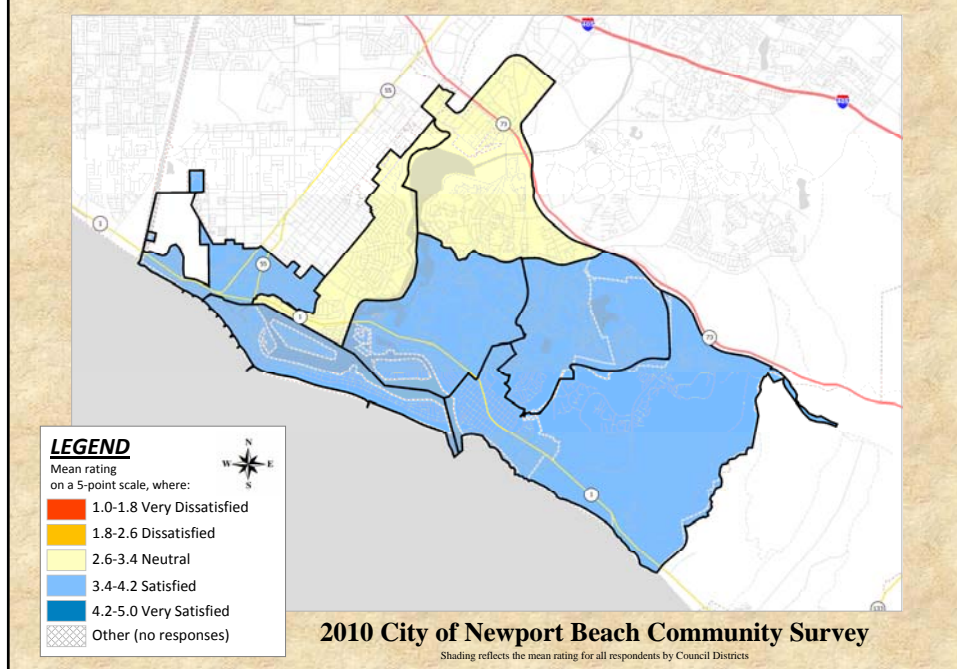 405
405
55
73
1
55
1
73
1
133
LEGEND
N
W E
S
Mean rating
on a 5-point scale, where:
1.0-1.8 Very Dissatisfied
1.8-2.6 Dissatisfied
2.6-3.4 Neutral
3.4-4.2 Satisfied
4.2-5.0 Very Satisfied
Other (no responses)
2010 City of Newport Beach Community Survey
Shading reflects the mean rating for all respondents by Council Districts